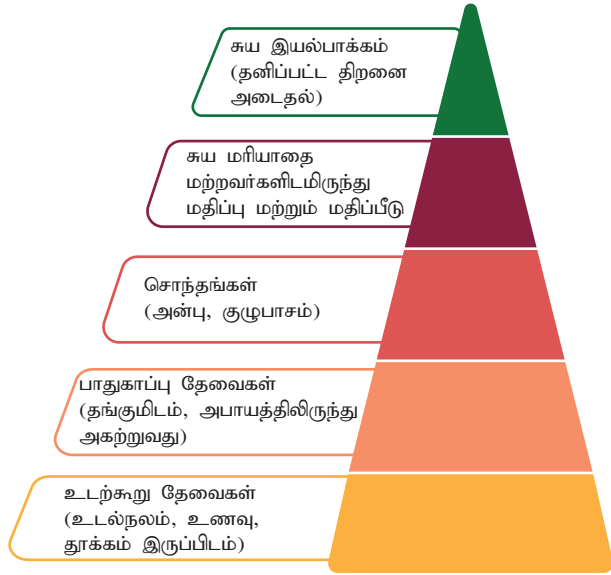 சுய இயல்பாக்கம்
(தனிப்பட்ட திறனை
அடைதல்)
சுய மரியாதை
மற்றவர்களிடமிருந்து
மதிப்பு மற்றும் மதிப்பீடு
சொந்தங்கள்
(அன்பு, குழுபாசம்)
பாதுகாப்பு தேவைகள்
(தங்குமிடம், அபாயத்திலிருந்து
அகற்றுவது)
உடற்கூறு தேவைகள்
(உடல்நலம், உணவு,
தூக்கம் இருப்பிடம்)